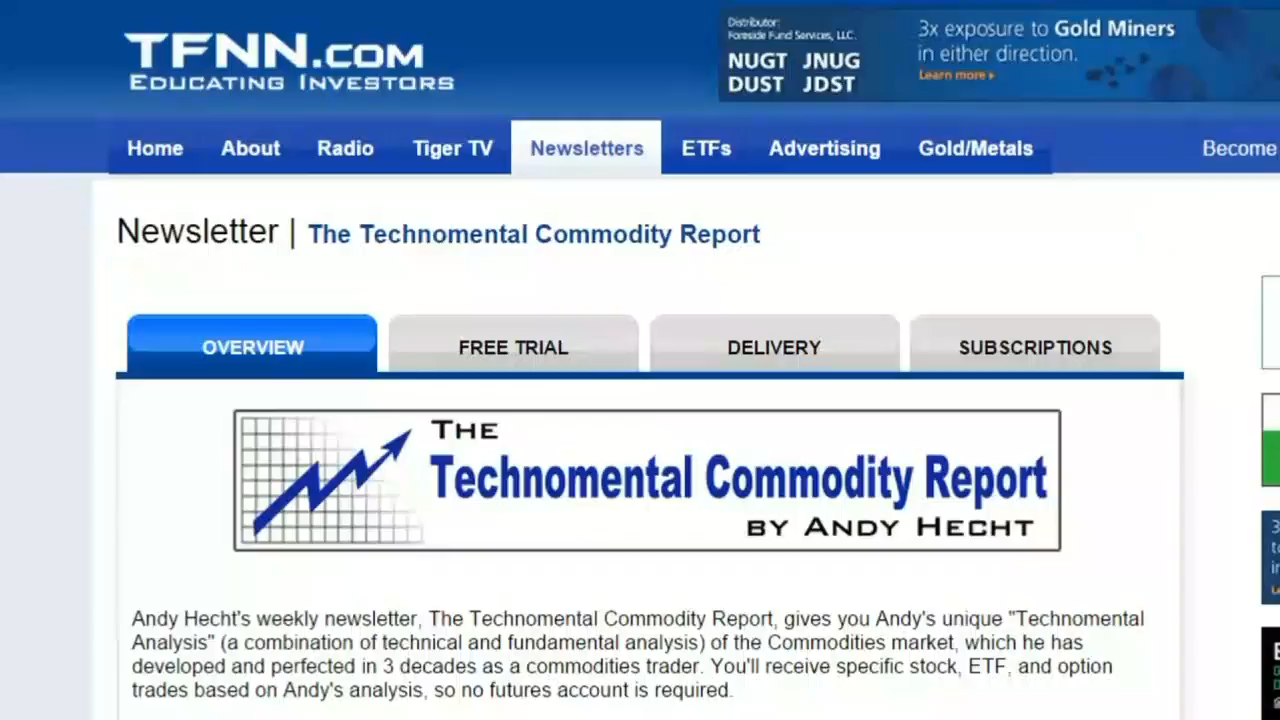 TFNN.COM
EDUCATING INVESTORS
Distributor:
Foreside Fund Services, LLC.
NUGT JNUG
DUST JDST
3x exposure to Gold Miners
in either direction.
Learn more
Home About Radio Tiger TV Newsletters ETFs Advertising Gold/Metals Become
Newsletter | The Technomental Commodity Report
OVERVIEW FREE TRIAL DELIVERY SUBSCRIPTIONS
THE
Technomental Commodity Report
BY ANDY HECHT
Andy Hecht's weekly newsletter, The Technomental Commodity Report, gives you Andy's unique "Technomental
Analysis" (a combination of technical and fundamental analysis) of the Commodities market, which he has
developed and perfected in 3 decades as a commodities trader. You'll receive specific stock, ETF, and option
trades based on Andy's analysis, so no futures account is required.